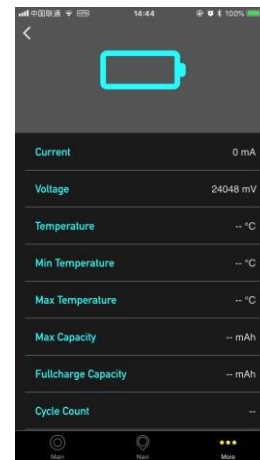 中国联通 VPN 14:44 100%
Current 0 mA
Voltage 24048 mV
Temperature -- °C
Min Temperature -- °C
Max Temperature -- °C
Max Capacity -- mAh
Fullcharge Capacity -- mAh
Cycle Count --
Main Navi More